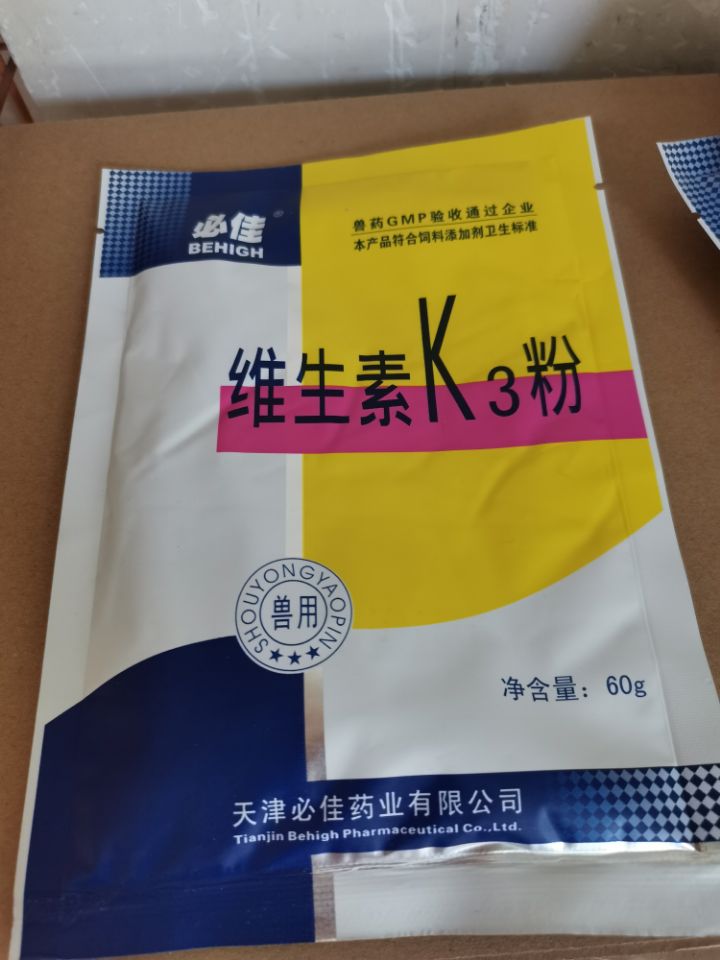 必佳®
BEHIGH
兽药GMP验收通过企业
本产品符合饲料添加剂卫生标准
维生素K3粉
SHOUYONGYAOPIN
兽用
净含量：60g
天津必佳药业有限公司
Tianjin Behigh Pharmaceutical Co.,Ltd.